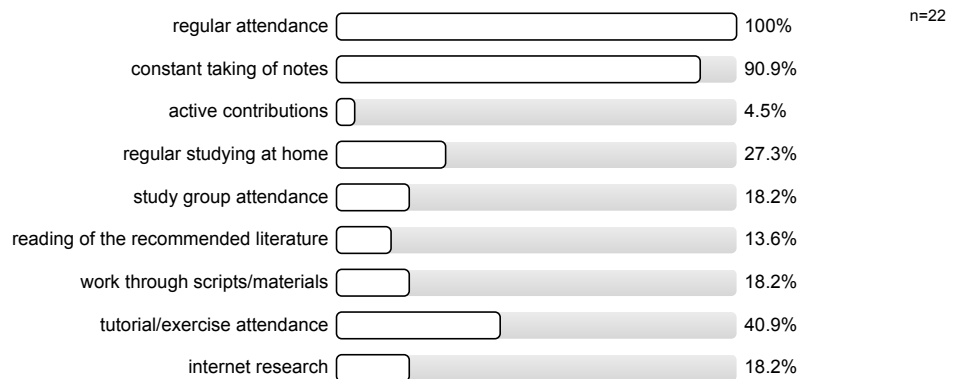 n=22
regular attendance 100%
constant taking of notes 90.9%
active contributions 4.5%
regular studying at home 27.3%
study group attendance 18.2%
reading of the recommended literature 13.6%
work through scripts/materials 18.2%
tutorial/exercise attendance 40.9%
internet research 18.2%